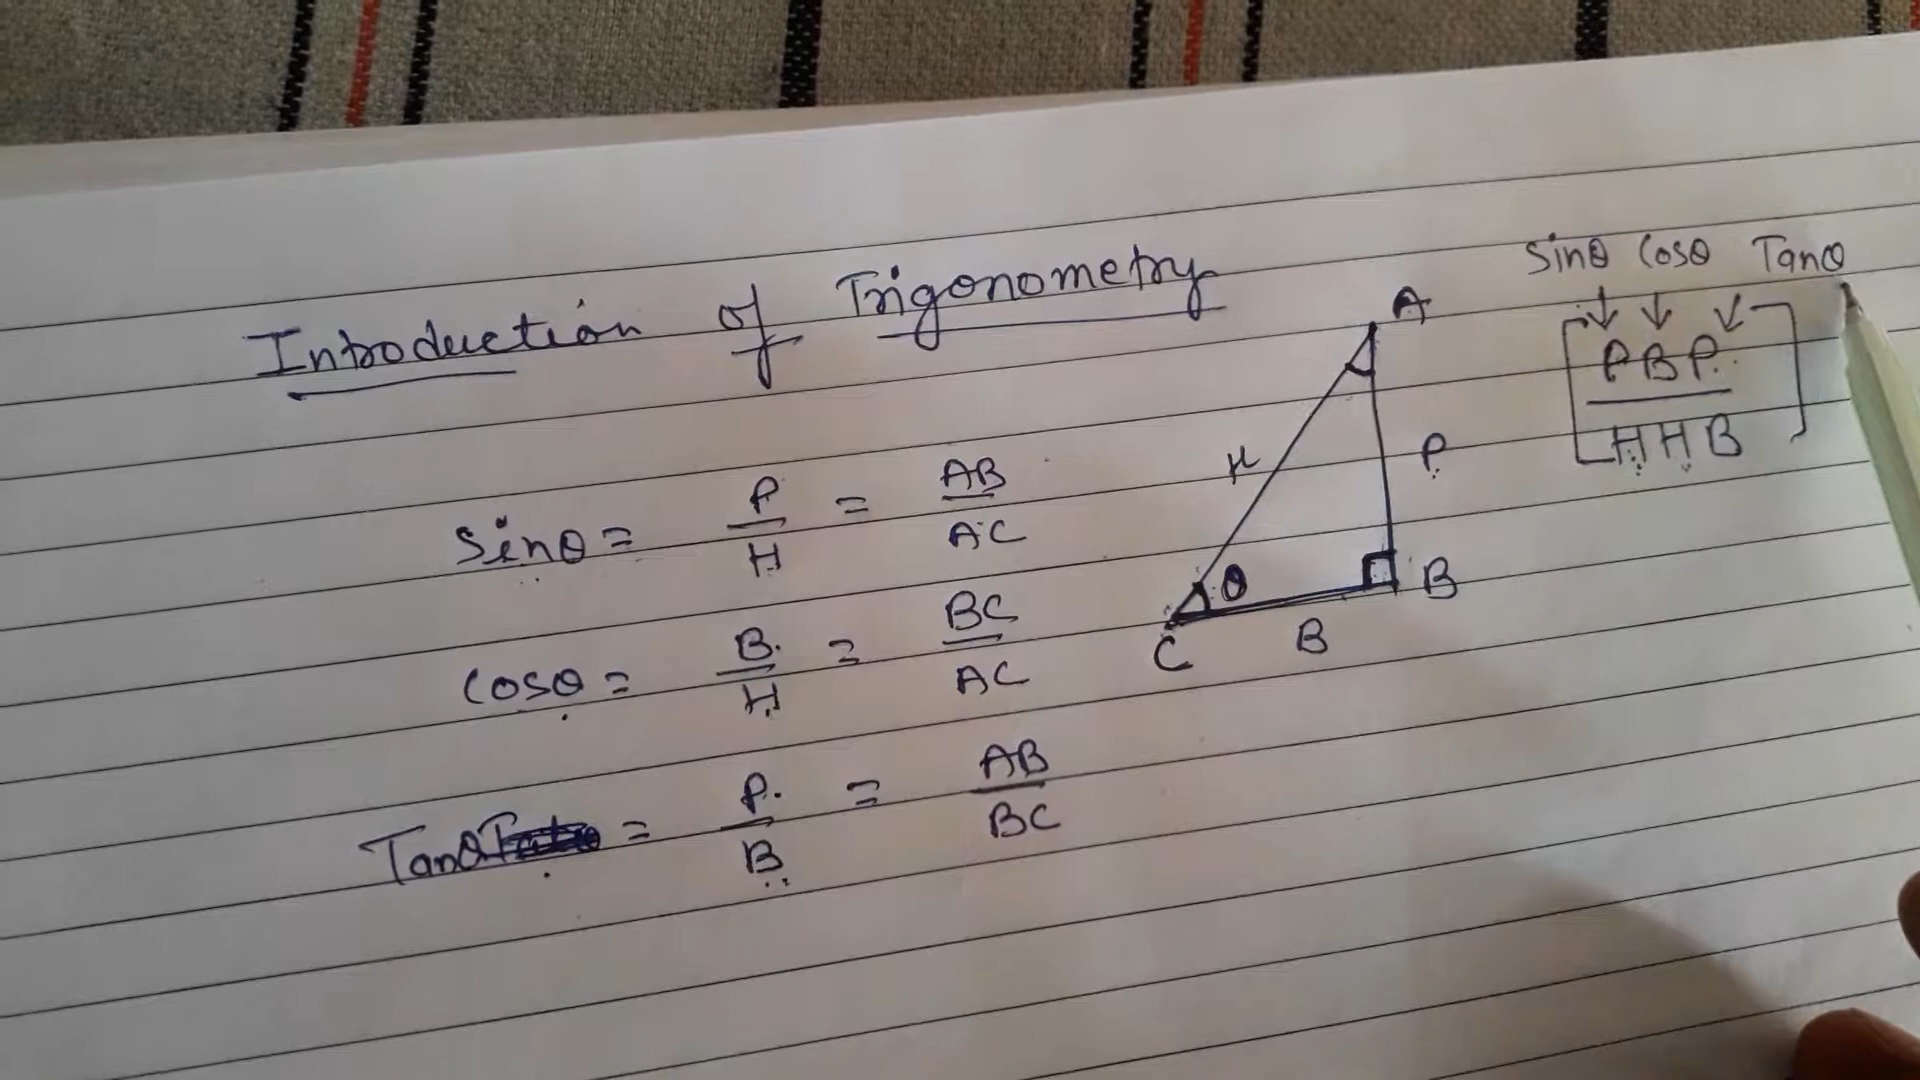 Introduction of Trigonometry
Sinθ = P/H = AB/AC
Cosθ = B/H = BC/AC
Tanθ = P/B = AB/BC
A
H
P
θ
B
C
B
Sinθ Cosθ Tanθ
↓ ↓ ↓
P B P
H H B